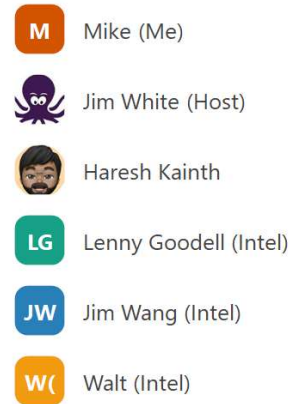 M Mike (Me)
Jim White (Host)
Haresh Kainth
LG Lenny Goodell (Intel)
JW Jim Wang (Intel)
W( Walt (Intel)